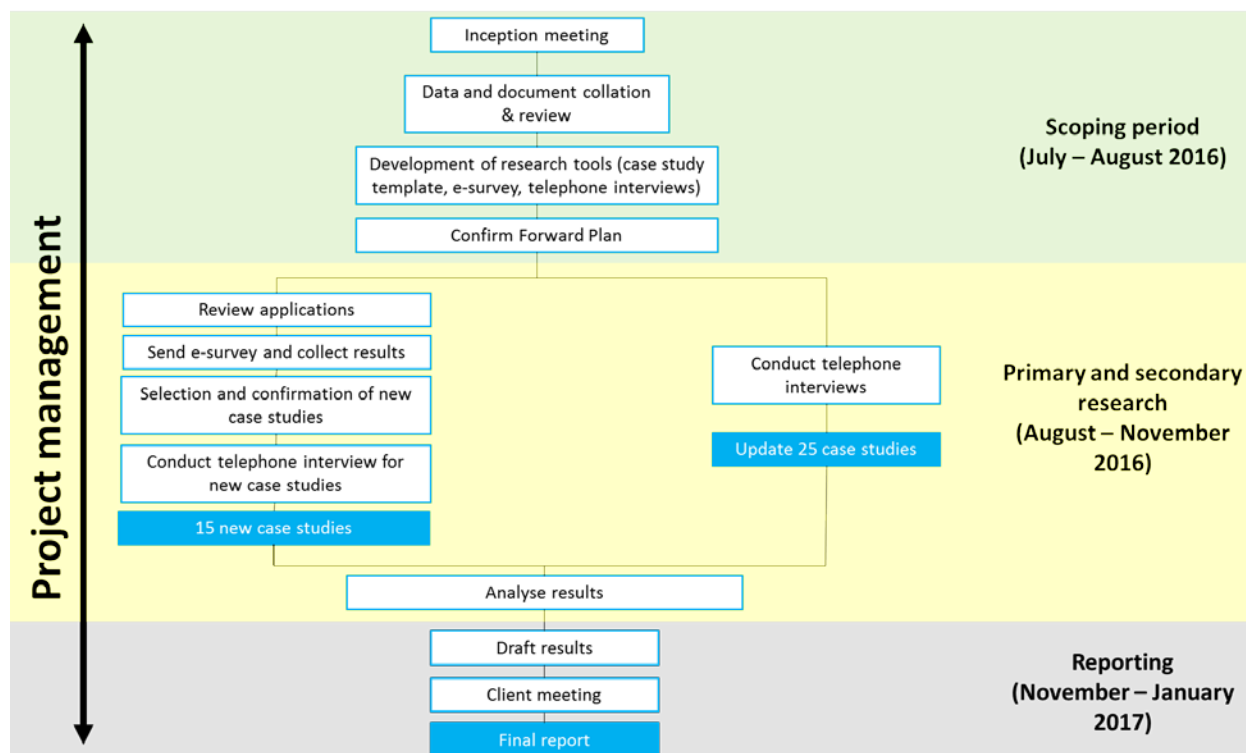 Project management
Inception meeting
Data and document collation
& review
Development of research tools (case study
template, e-survey, telephone interviews)
Confirm Forward Plan
Scoping period
(July – August 2016)
Review applications
Send e-survey and collect results
Selection and confirmation of new
case studies
Conduct telephone interview for
new case studies
15 new case studies
Conduct telephone
interviews
Update 25 case studies
Primary and secondary
research
(August – November
2016)
Analyse results
Draft results
Client meeting
Final report
Reporting
(November – January
2017)